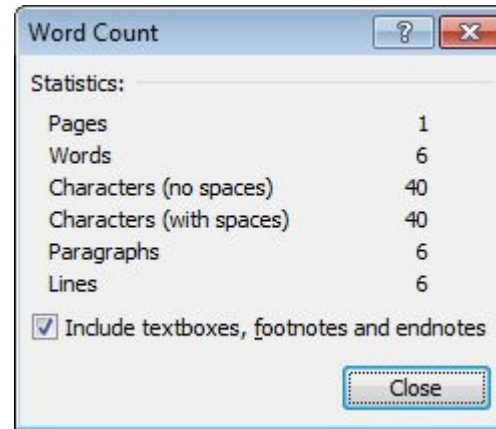 Word Count
?
Statistics:
Pages 1
Words 6
Characters (no spaces) 40
Characters (with spaces) 40
Paragraphs 6
Lines 6
Include textboxes, footnotes and endnotes
Close